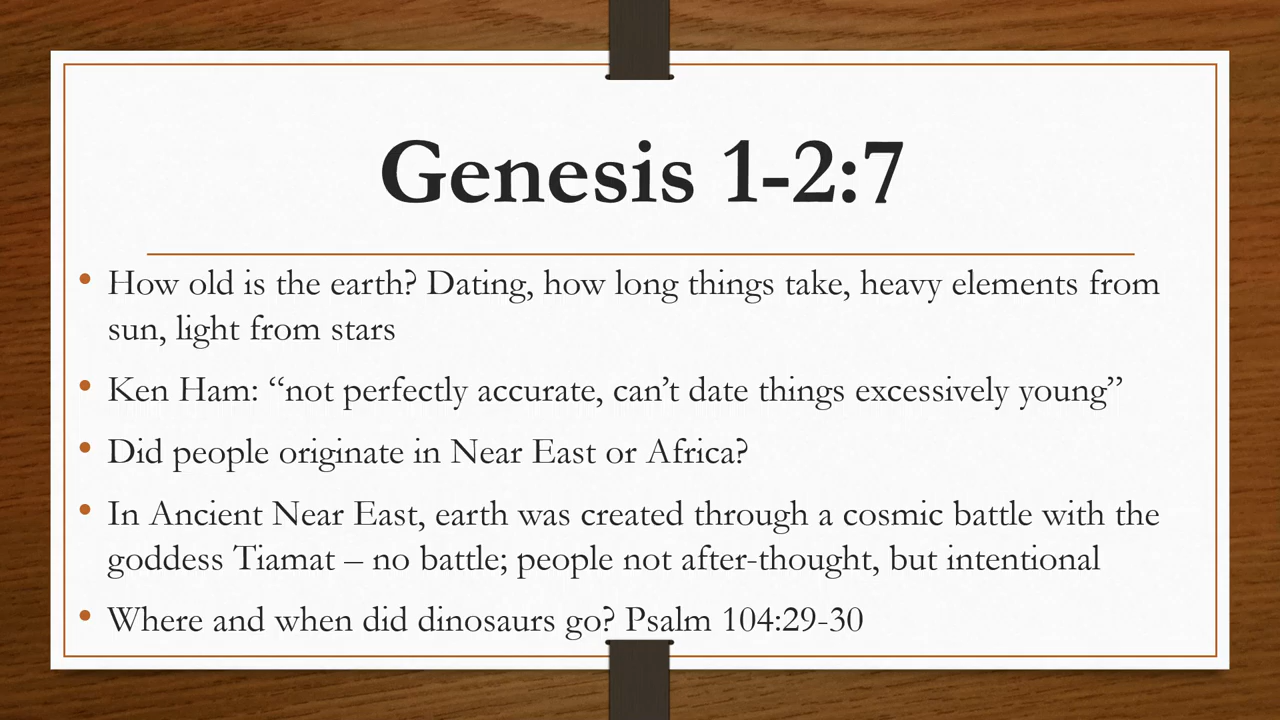 Genesis 1-2:7
• How old is the earth? Dating, how long things take, heavy elements from
sun, light from stars
• Ken Ham: “not perfectly accurate, can’t date things excessively young”
• Did people originate in Near East or Africa?
• In Ancient Near East, earth was created through a cosmic battle with the
goddess Tiamat – no battle; people not after-thought, but intentional
• Where and when did dinosaurs go? Psalm 104:29-30